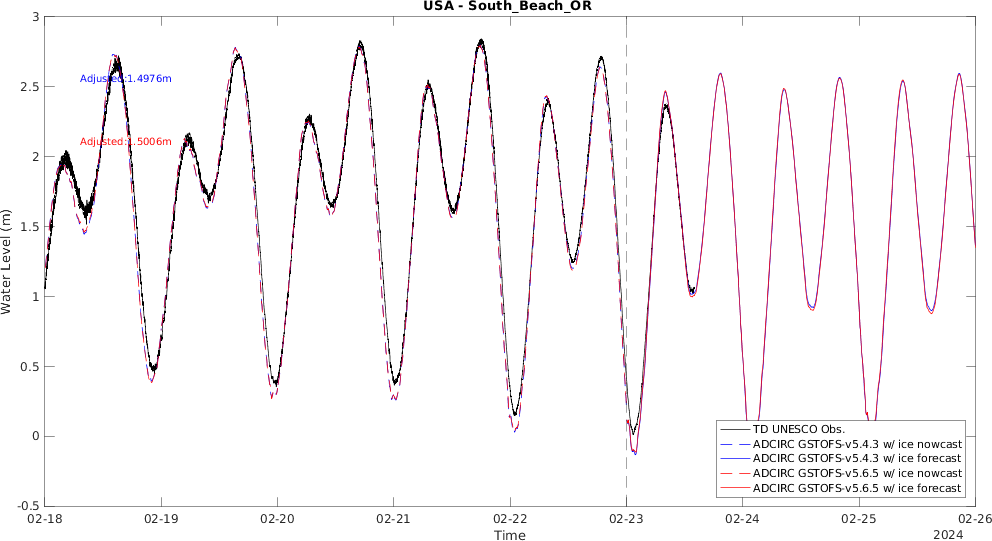 USA - South_Beach_OR
3
2.5
2
1.5
1
0.5
0
-0.5
Water Level (m)
Adjusted:1.4976m
Adjusted:1.5006m
TD UNESCO Obs.
ADCIRC GSTOFS-v5.4.3 w/ ice nowcast
ADCIRC GSTOFS-v5.4.3 w/ ice forecast
ADCIRC GSTOFS-v5.6.5 w/ ice nowcast
ADCIRC GSTOFS-v5.6.5 w/ ice forecast
02-18 02-19 02-20 02-21 02-22 02-23 02-24 02-25 02-26
Time
2024